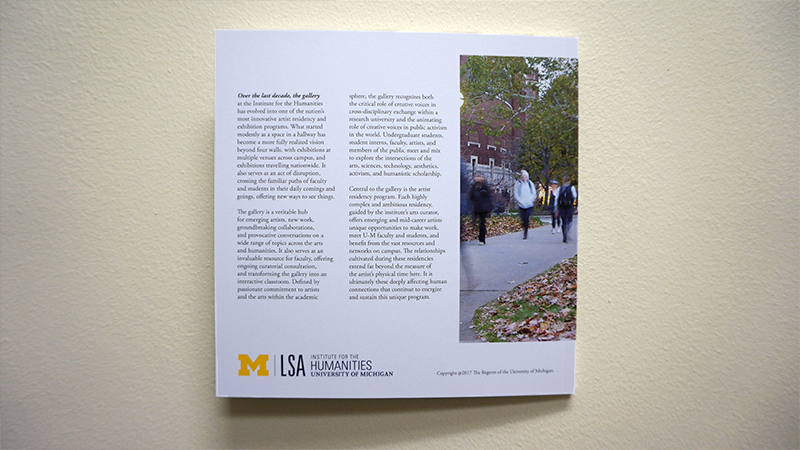 Over the last decade, the gallery
at the Institute for the Humanities
has evolved into one of the nation's
most innovative artist residency and
exhibition programs. What started
modestly as a space in a hallway has
become a more fully realized vision
beyond four walls, with exhibitions at
multiple venues across campus, and
exhibitions travelling nationwide. It
also serves as an act of disruption,
crossing the familiar paths of faculty
and students in their daily comings and
goings, offering new ways to see things.
The gallery is a veritable hub
for emerging artists, new work,
groundbreaking collaborations,
and provocative conversations on a
wide range of topics across the arts
and humanities. It also serves as an
invaluable resource for faculty, offering
ongoing curatorial consultation,
and transforming the gallery into an
interactive classroom. Defined by
passionate commitment to artists
and the arts within the academic
sphere, the gallery recognizes both
the critical role of creative voices in
cross-disciplinary exchange within a
research university and the animating
role of creative voices in public activism
in the world. Undergraduate students,
student interns, faculty, artists, and
members of the public meet and mix
to explore the intersections of the
arts, sciences, technology, aesthetics,
activism, and humanistic scholarship.
Central to the gallery is the artist
residency program. Each highly
complex and ambitious residency,
guided by the institute's arts curator,
offers emerging and mid-career artists
unique opportunities to make work,
meet U-M faculty and students, and
benefit from the vast resources and
networks on campus. The relationships
cultivated during these residencies
extend far beyond the measure of
the artist's physical time here. It is
ultimately these deeply affecting human
connections that continue to energize
and sustain this unique program.
M LSA INSTITUTE FOR THE
HUMANITIES
UNIVERSITY OF MICHIGAN
Copyright @2017 The Regents of the University of Michigan